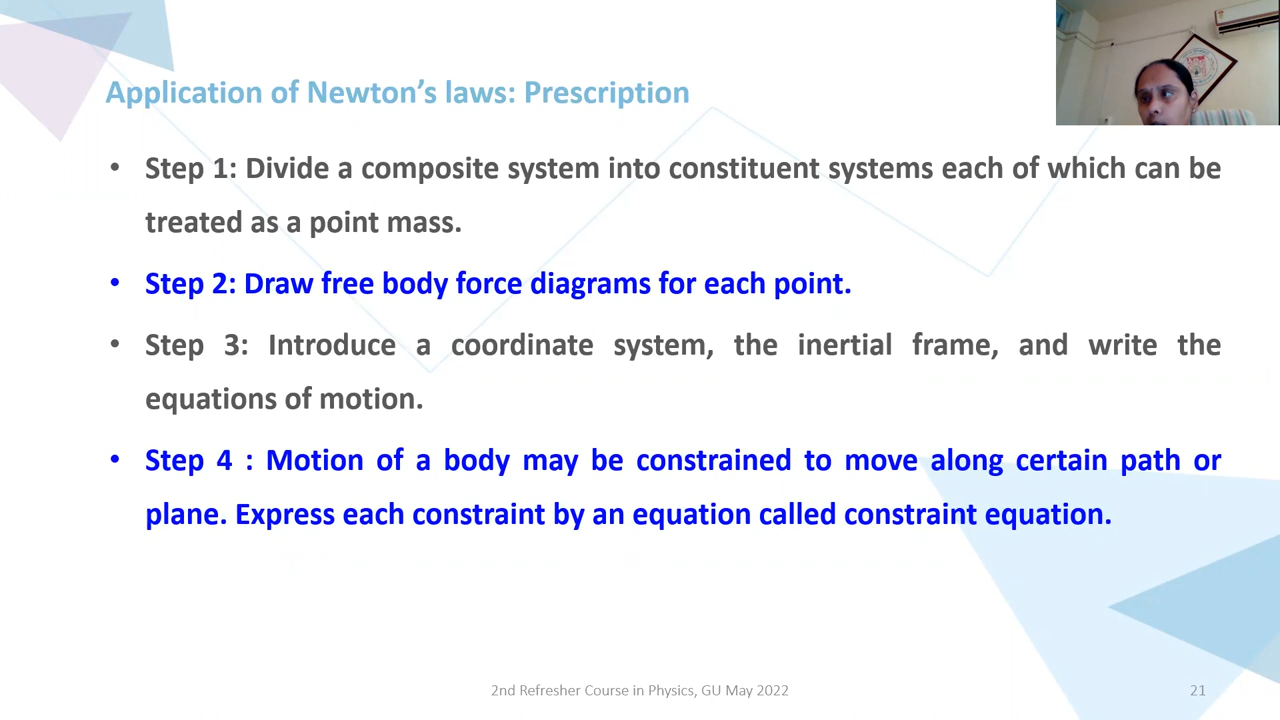 Application of Newton’s laws: Prescription
• Step 1: Divide a composite system into constituent systems each of which can be
treated as a point mass.
• Step 2: Draw free body force diagrams for each point.
• Step 3: Introduce a coordinate system, the inertial frame, and write the
equations of motion.
• Step 4 : Motion of a body may be constrained to move along certain path or
plane. Express each constraint by an equation called constraint equation.
2nd Refresher Course in Physics, GU May 2022
21